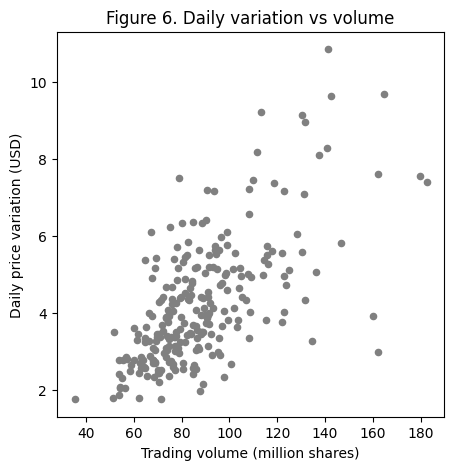 Figure 6. Daily variation vs volume
Daily price variation (USD)
10
8
6
4
2
40 60 80 100 120 140 160 180
Trading volume (million shares)